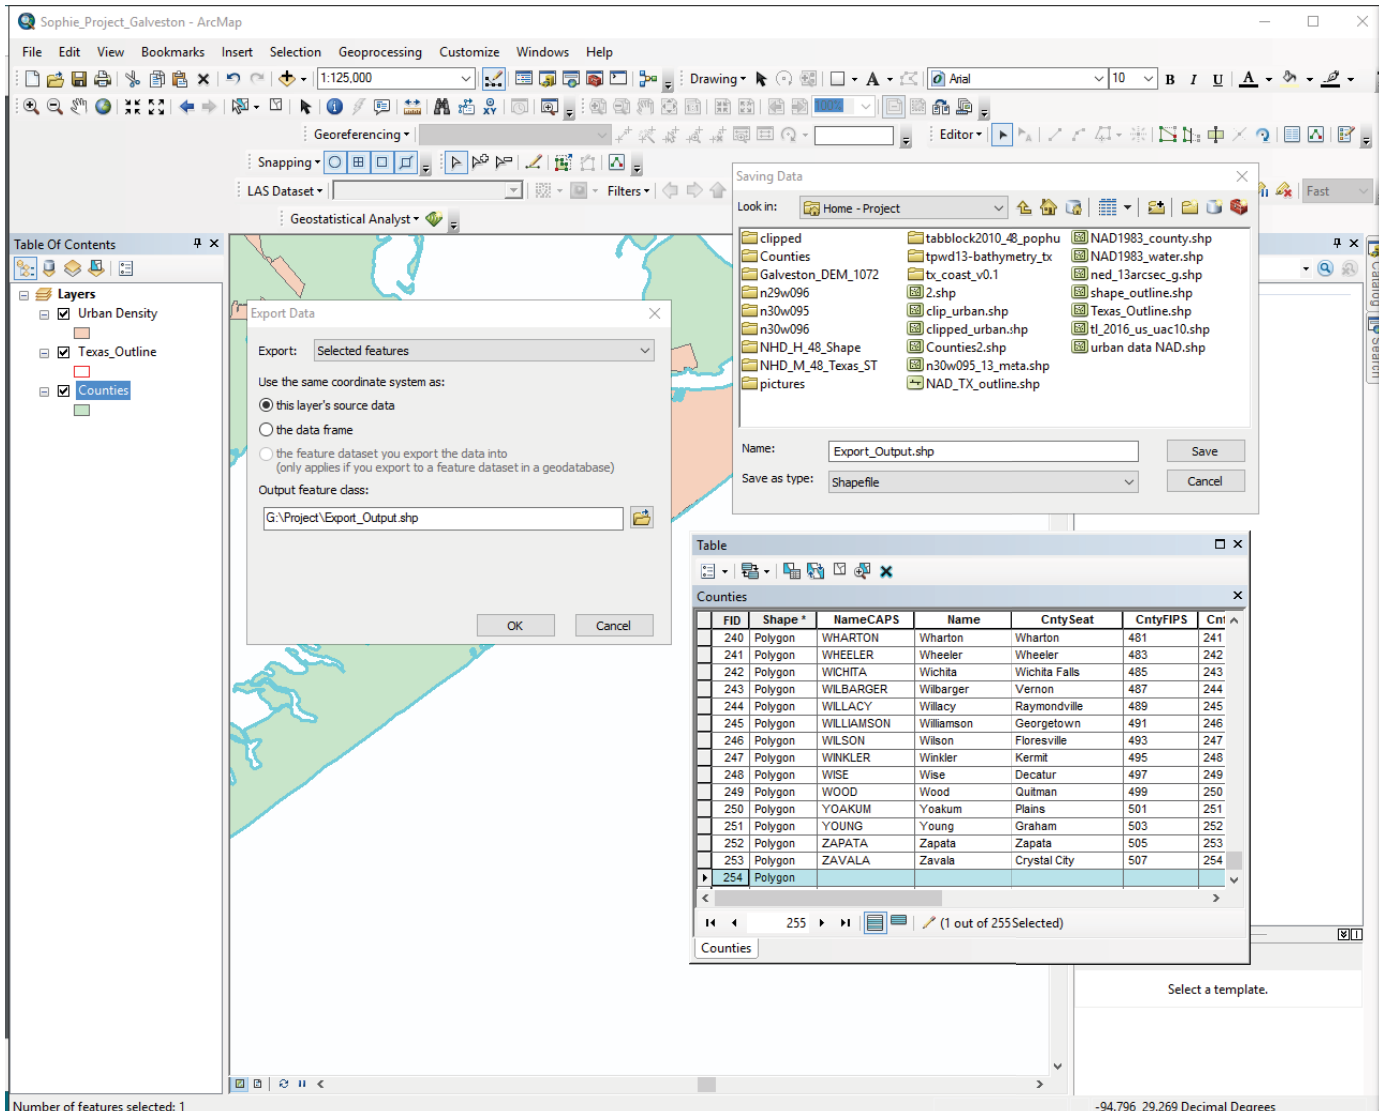 Sophie_Project_Galveston - ArcMap
File Edit View Bookmarks Insert Selection Geoprocessing Customize Windows Help
1:125,000 Drawing A Arial 10 B I U A
100%
Georeferencing Editor
Snapping
LAS Dataset Filters Fast
Geostatistical Analyst
Table Of Contents
Layers
Urban Density
Texas_Outline
Counties
Export Data
Export: Selected features
Use the same coordinate system as:
this layer's source data
the data frame
the feature dataset you export the data into
(only applies if you export to a feature dataset in a geodatabase)
Output feature class:
G:\Project\Export_Output.shp
OK Cancel
Saving Data
Look in: Home - Project
clipped tabblock2010_48_pophu NAD1983_county.shp
Counties tpwd13-bathymetry_tx NAD1983_water.shp
Galveston_DEM_1072 tx_coast_v0.1 ned_13arcsec_g.shp
n29w096 2.shp shape_outline.shp
n30w095 clip_urban.shp Texas_Outline.shp
n30w096 clipped_urban.shp tl_2016_us_uac10.shp
NHD_H_48_Shape Counties2.shp urban data NAD.shp
NHD_M_48_Texas_ST n30w095_13_meta.shp
pictures NAD_TX_outline.shp
Name: Export_Output.shp Save
Save as type: Shapefile Cancel
Catalog
Search
Table
Counties
FID Shape * NameCAPS Name CntySeat CntyFIPS Cnt
240 Polygon WHARTON Wharton Wharton 481 241
241 Polygon WHEELER Wheeler Wheeler 483 242
242 Polygon WICHITA Wichita Wichita Falls 485 243
243 Polygon WILBARGER Wilbarger Vernon 487 244
244 Polygon WILLACY Willacy Raymondville 489 245
245 Polygon WILLIAMSON Williamson Georgetown 491 246
246 Polygon WILSON Wilson Floresville 493 247
247 Polygon WINKLER Winkler Kermit 495 248
248 Polygon WISE Wise Decatur 497 249
249 Polygon WOOD Wood Quitman 499 250
250 Polygon YOAKUM Yoakum Plains 501 251
251 Polygon YOUNG Young Graham 503 252
252 Polygon ZAPATA Zapata Zapata 505 253
253 Polygon ZAVALA Zavala Crystal City 507 254
254 Polygon
255 (1 out of 255 Selected)
Counties
Select a template.
Number of features selected: 1
-94.796 29.269 Decimal Degrees